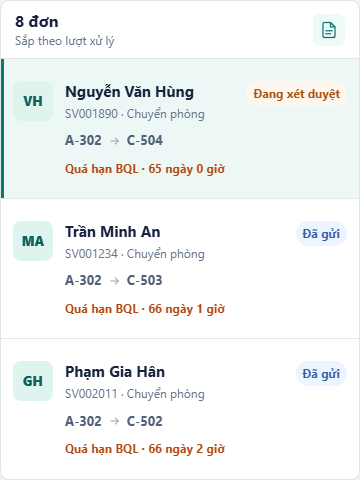 8 đơn
Sắp theo lượt xử lý
VH
Nguyễn Văn Hùng
Đang xét duyệt
SV001890 · Chuyển phòng
A-302 → C-504
Quá hạn BQL · 65 ngày 0 giờ
MA
Trần Minh An
Đã gửi
SV001234 · Chuyển phòng
A-302 → C-503
Quá hạn BQL · 66 ngày 1 giờ
GH
Phạm Gia Hân
Đã gửi
SV002011 · Chuyển phòng
A-302 → C-502
Quá hạn BQL · 66 ngày 2 giờ